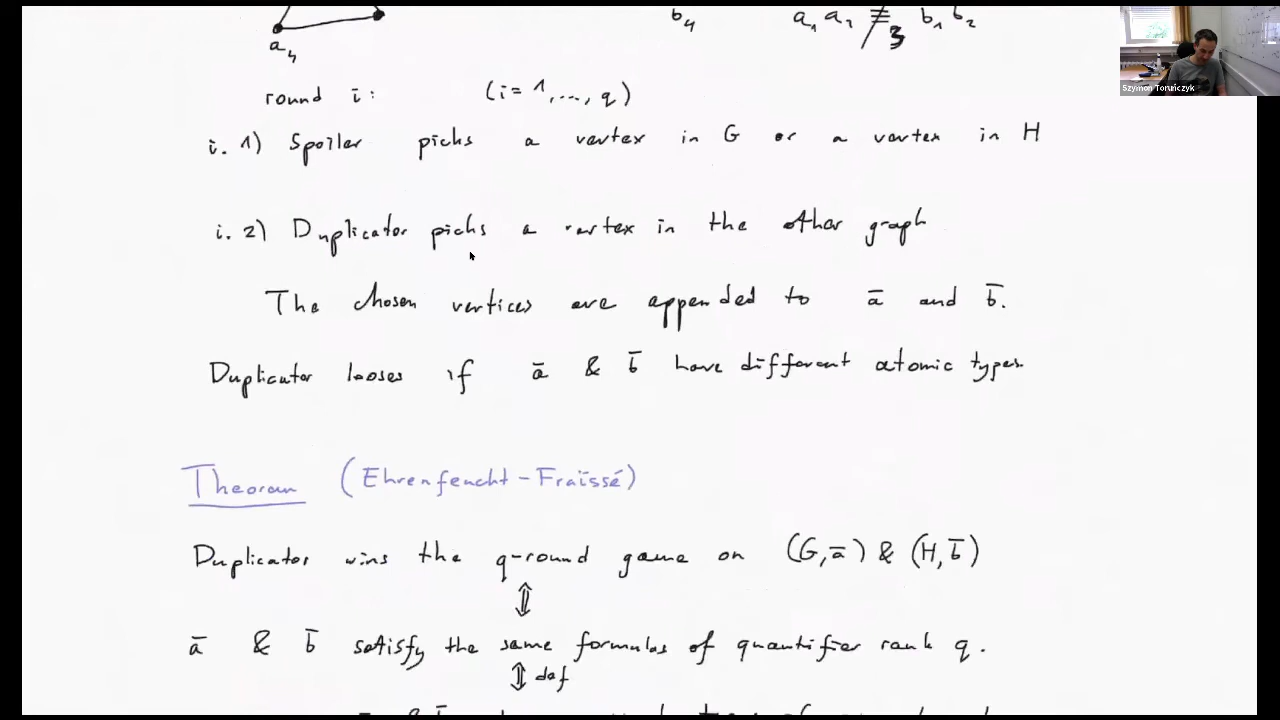 b₄ a₁ a₂ ≢₃ b₁ b₂
a₄
Szymon Toruńczyk
round i: (i = 1, ..., q)
i. 1) Spoiler picks a vertex in G or a vertex in H
i. 2) Duplicator picks a vertex in the other graph
The chosen vertices are appended to a̅ and b̅.
Duplicator looses if a̅ & b̅ have different atomic types.
Theorem (Ehrenfeucht-Fraïssé)
Duplicator wins the q-round game on (G, a̅) & (H, b̅)
⇕
a̅ & b̅ satisfy the same formulas of quantifier rank q.
⇕ def